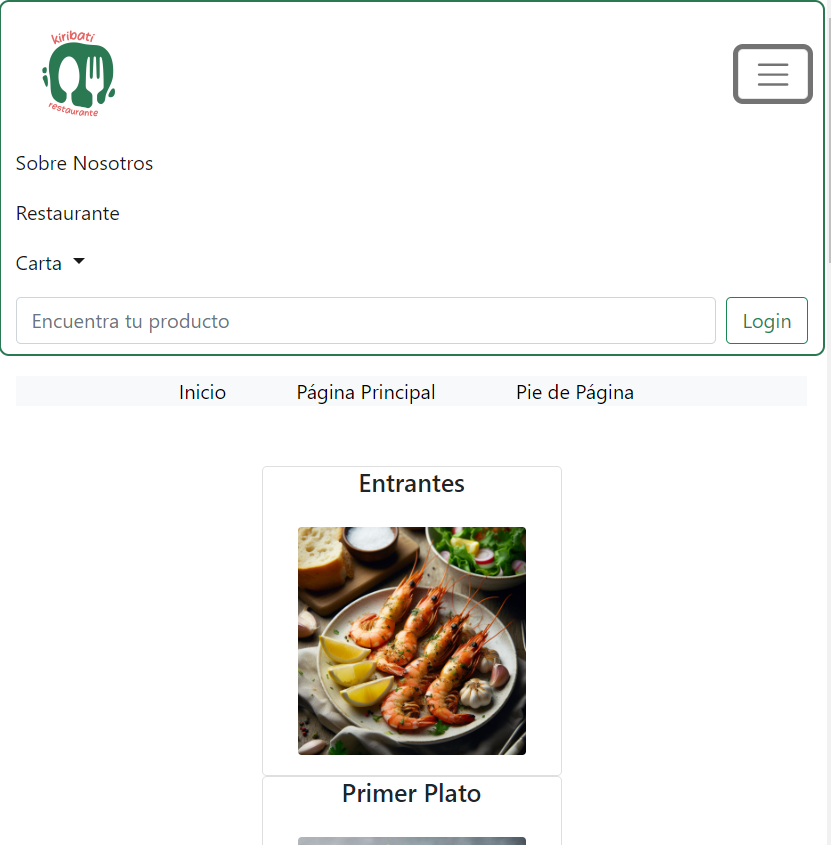 kiribati
restaurante
Sobre Nosotros
Restaurante
Carta
Encuentra tu producto
Login
Inicio Página Principal Pie de Página
Entrantes
Primer Plato